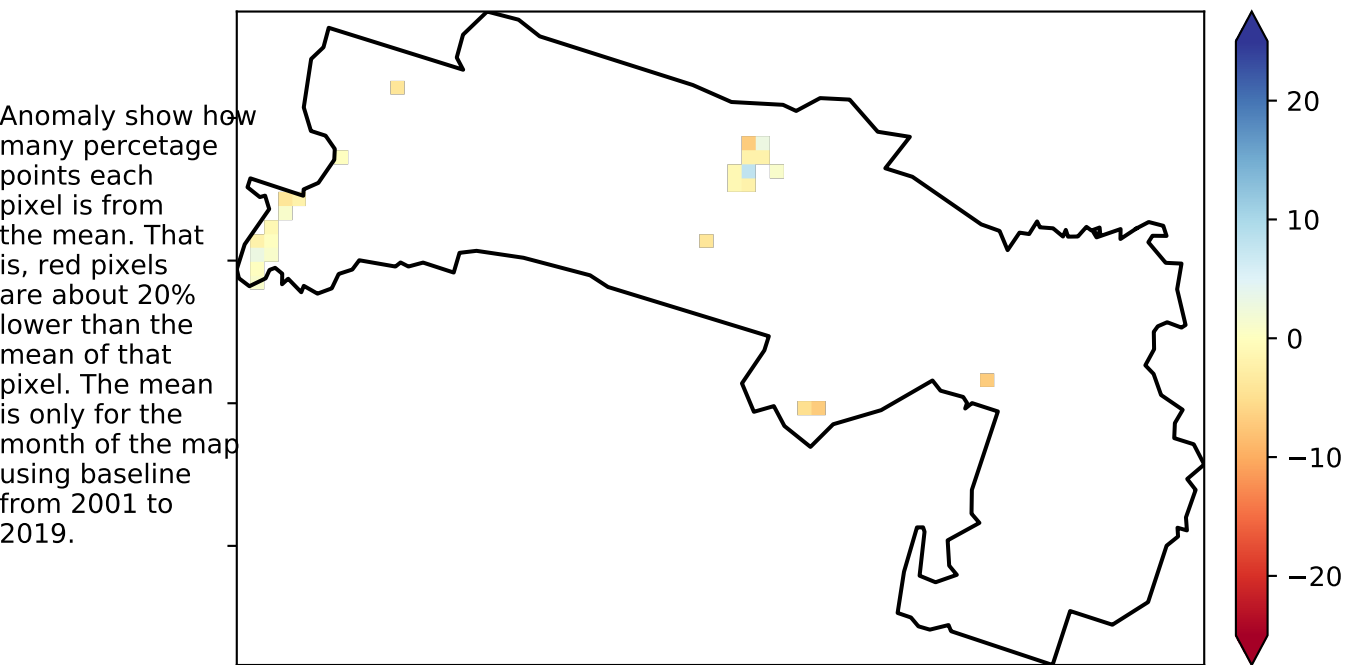 Anomaly show how
many percetage
points each
pixel is from
the mean. That
is, red pixels
are about 20%
lower than the
mean of that
pixel. The mean
is only for the
month of the map
using baseline
from 2001 to
2019.
20
10
0
−10
−20